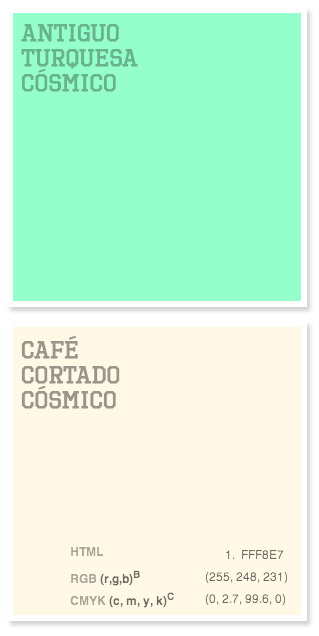 ANTIGUO
TURQUESA
CÓSMICO
CAFÉ
CORTADO
CÓSMICO
HTML 1. FFF8E7
RGB (r,g,b)B (255, 248, 231)
CMYK (c, m, y, k)C (0, 2.7, 99.6, 0)